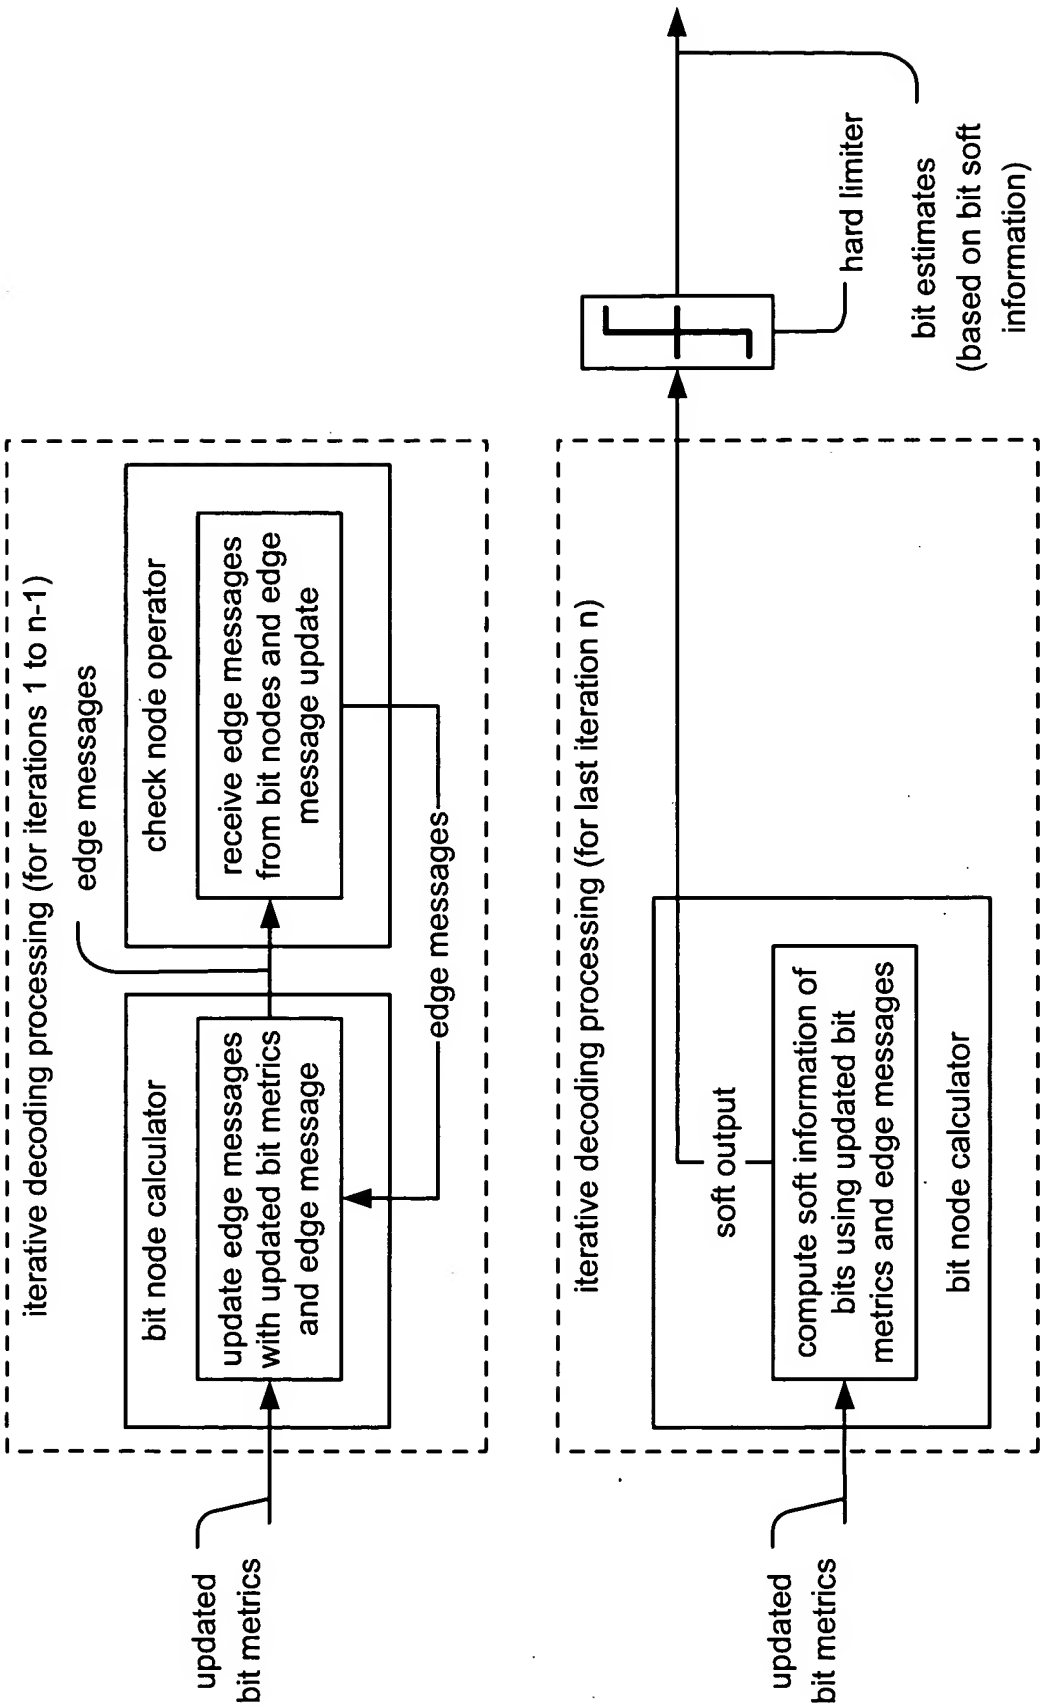 iterative decoding processing (for iterations 1 to n-1)
edge messages
bit node calculator
update edge messages
with updated bit metrics
and edge message
check node operator
receive edge messages
from bit nodes and edge
message update
edge messages
updated
bit metrics
iterative decoding processing (for last iteration n)
soft output
compute soft information of
bits using updated bit
metrics and edge messages
bit node calculator
updated
bit metrics
hard limiter
bit estimates
(based on bit soft
information)